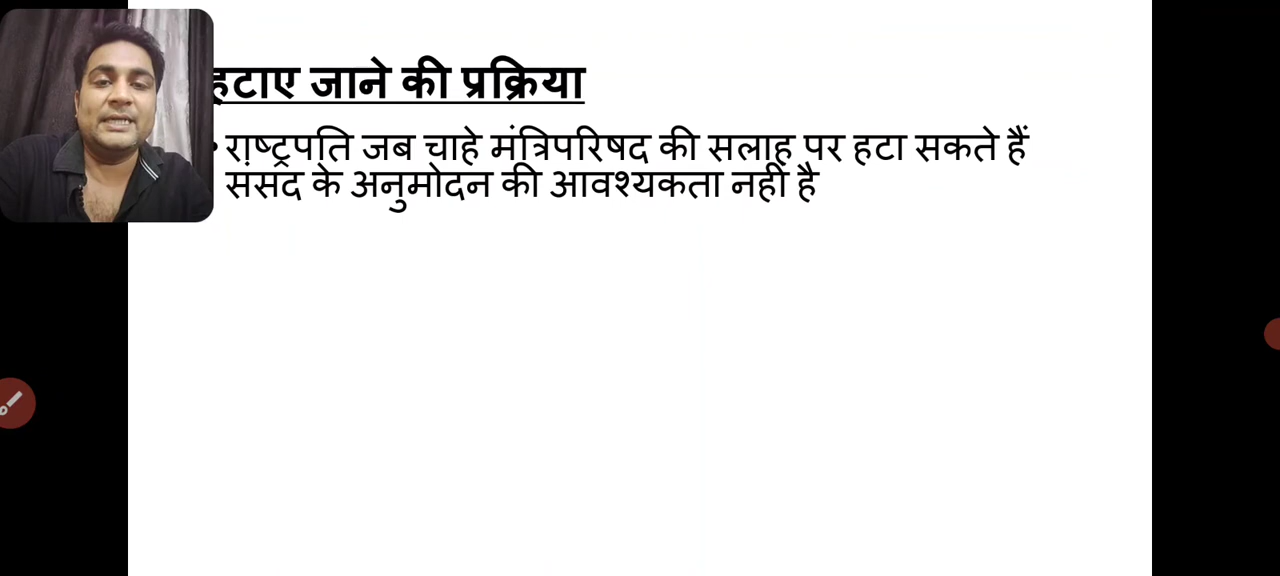 हटाए जाने की प्रक्रिया
• राष्ट्रपति जब चाहे मंत्रिपरिषद की सलाह पर हटा सकते हैं
संसद के अनुमोदन की आवश्यकता नहीं है